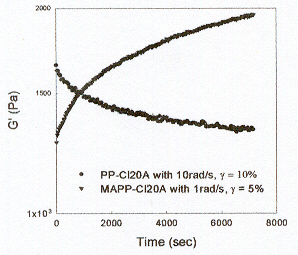 2000
1500
1x10³
G' (Pa)
PP-Cl20A with 10rad/s, γ = 10%
MAPP-Cl20A with 1rad/s, γ = 5%
0 2000 4000 6000 8000
Time (sec)